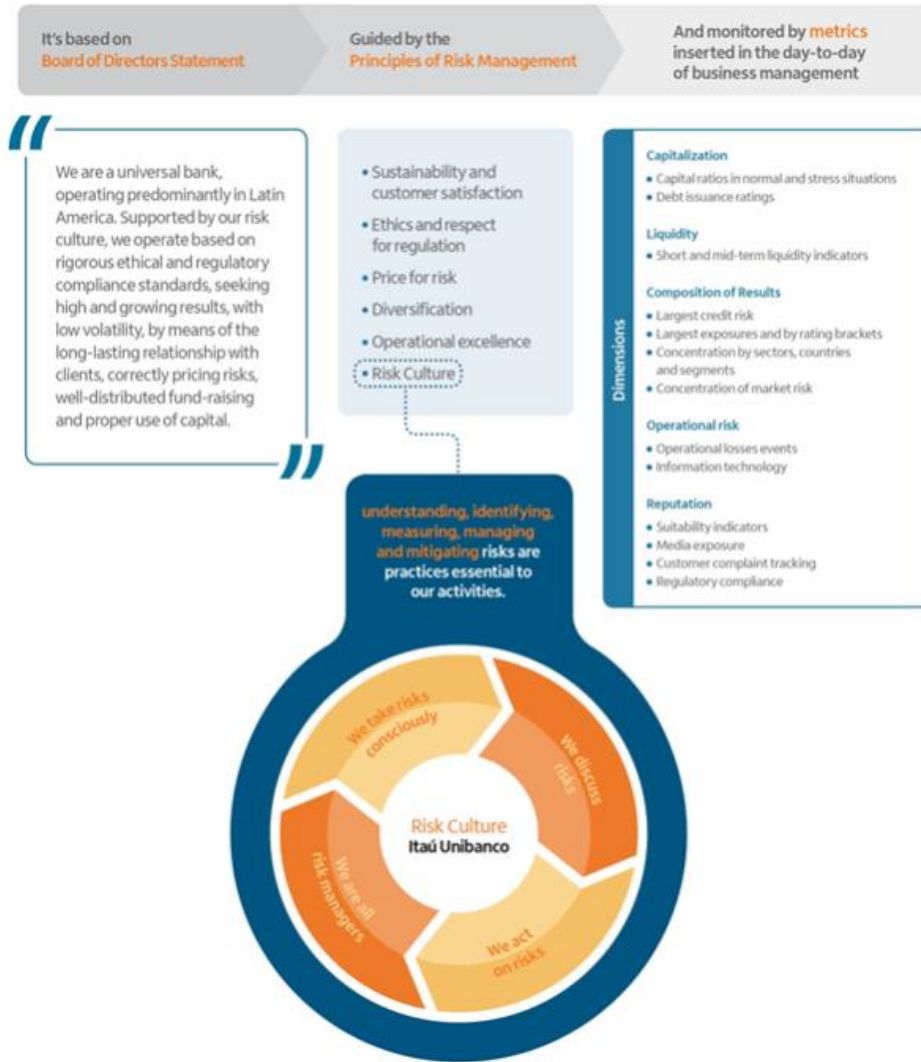 It's based on
Board of Directors Statement
Guided by the
Principles of Risk Management
And monitored by metrics
inserted in the day-to-day
of business management
“
We are a universal bank,
operating predominantly in Latin
America. Supported by our risk
culture, we operate based on
rigorous ethical and regulatory
compliance standards, seeking
high and growing results, with
low volatility, by means of the
long-lasting relationship with
clients, correctly pricing risks,
well-distributed fund-raising
and proper use of capital.
”
• Sustainability and
customer satisfaction
• Ethics and respect
for regulation
• Price for risk
• Diversification
• Operational excellence
• Risk Culture
Dimensions
Capitalization
• Capital ratios in normal and stress situations
• Debt issuance ratings
Liquidity
• Short and mid-term liquidity indicators
Composition of Results
• Largest credit risk
• Largest exposures and by rating brackets
• Concentration by sectors, countries
and segments
• Concentration of market risk
Operational risk
• Operational losses events
• Information technology
Reputation
• Suitability indicators
• Media exposure
• Customer complaint tracking
• Regulatory compliance
understanding, identifying,
measuring, managing
and mitigating risks are
practices essential to
our activities.
We take risks
consciously
We discuss
risks
Risk Culture
Itaú Unibanco
We are all
risk managers
We act
on risks